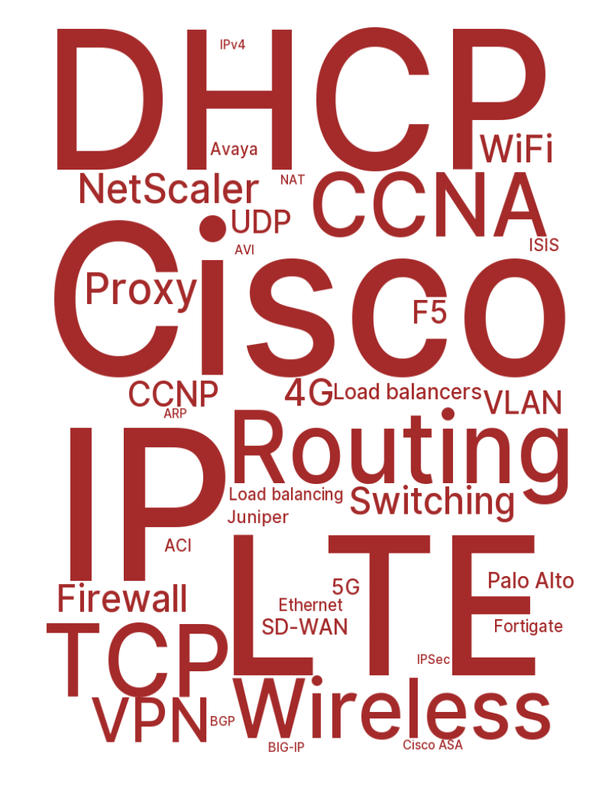 DHCP
IPv4
Avaya
WiFi
NetScaler
NAT
CCNA
UDP
ISIS
AVI
Cisco
Proxy
F5
CCNP
4G
Load balancers
VLAN
ARP
Routing
IP
Load balancing
Switching
Juniper
ACI
LTE
5G
Palo Alto
Firewall
Ethernet
SD-WAN
Fortigate
TCP
IPSec
Wireless
VPN
BGP
BIG-IP
Cisco ASA